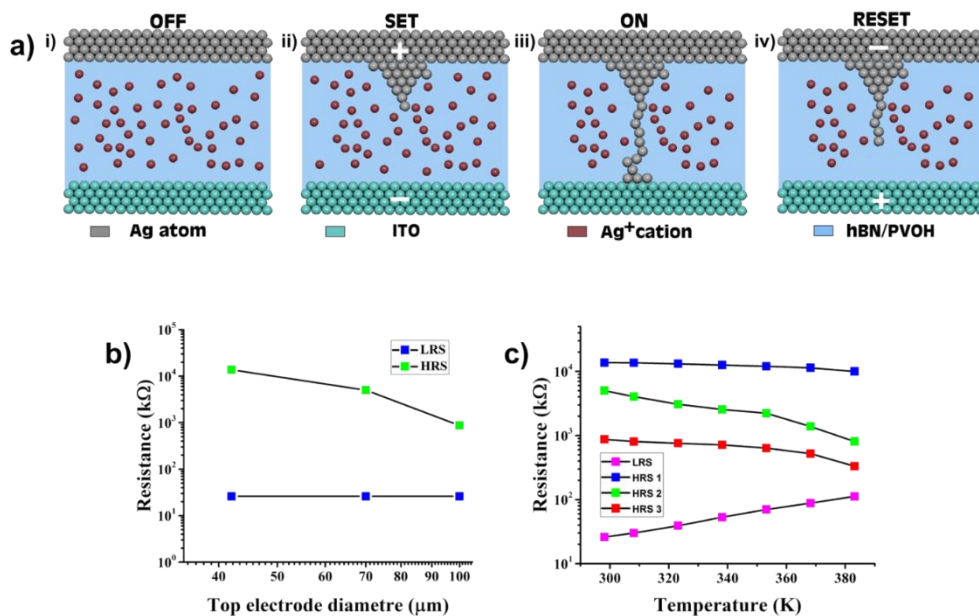 a)
i) OFF
ii) SET
iii) ON
iv) RESET
+
−
−
+
Ag atom
ITO
Ag⁺cation
hBN/PVOH
b)
LRS
HRS
Resistance (kΩ)
10⁵
10⁴
10³
10²
10¹
10⁰
40 60 70 80 90 100
Top electrode diametre (μm)
c)
Resistance (kΩ)
10⁴
10³
10²
10¹
LRS
HRS 1
HRS 2
HRS 3
300 320 340 360 380
Temperature (K)